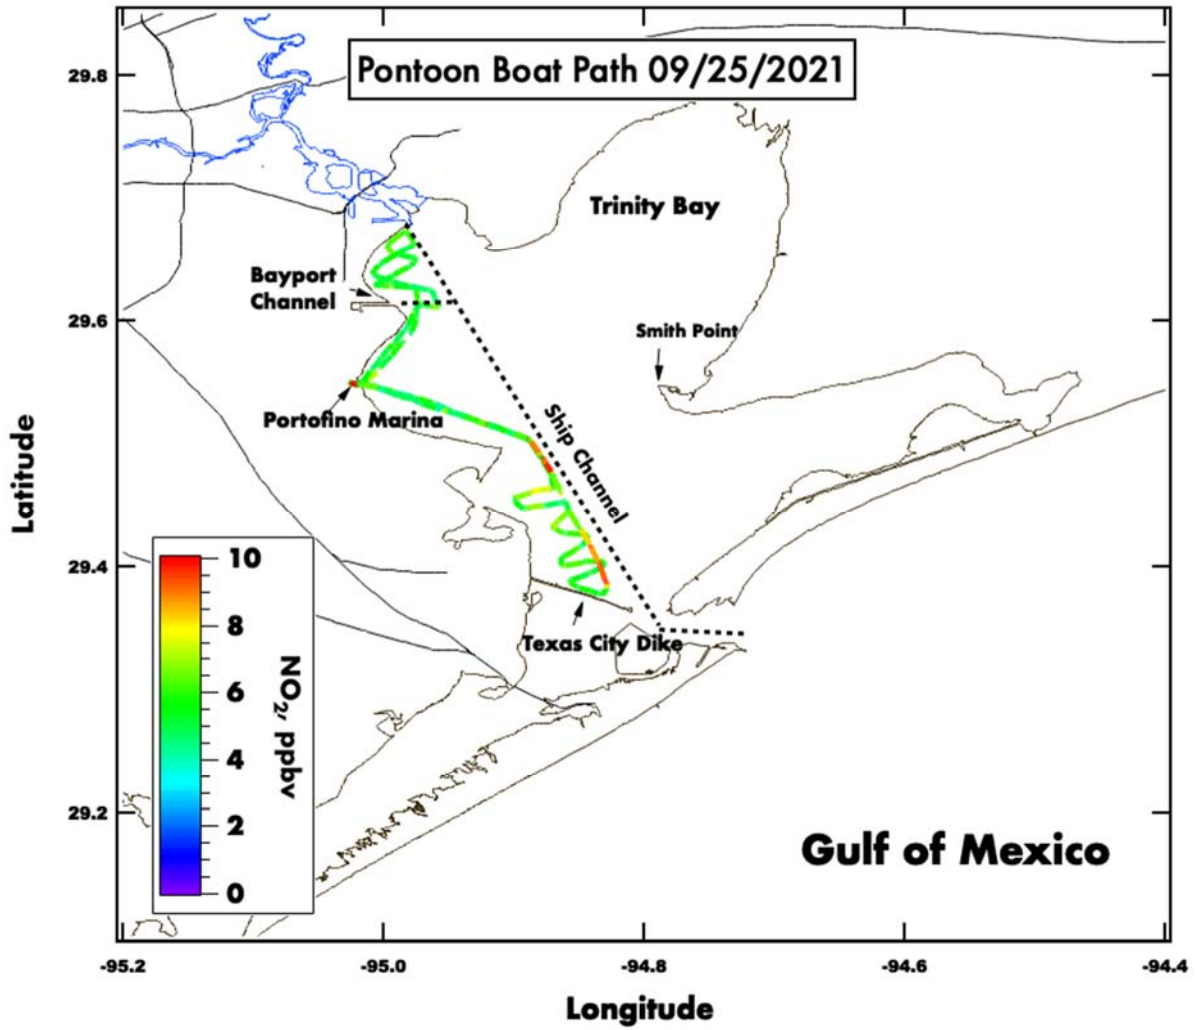 Pontoon Boat Path 09/25/2021
29.8
29.6
29.4
29.2
Latitude
Trinity Bay
Bayport
Channel
Smith Point
Portofino Marina
Ship Channel
Texas City Dike
Gulf of Mexico
10
8
6
4
2
0
NO2, ppbv
-95.2
-95.0
-94.8
-94.6
-94.4
Longitude